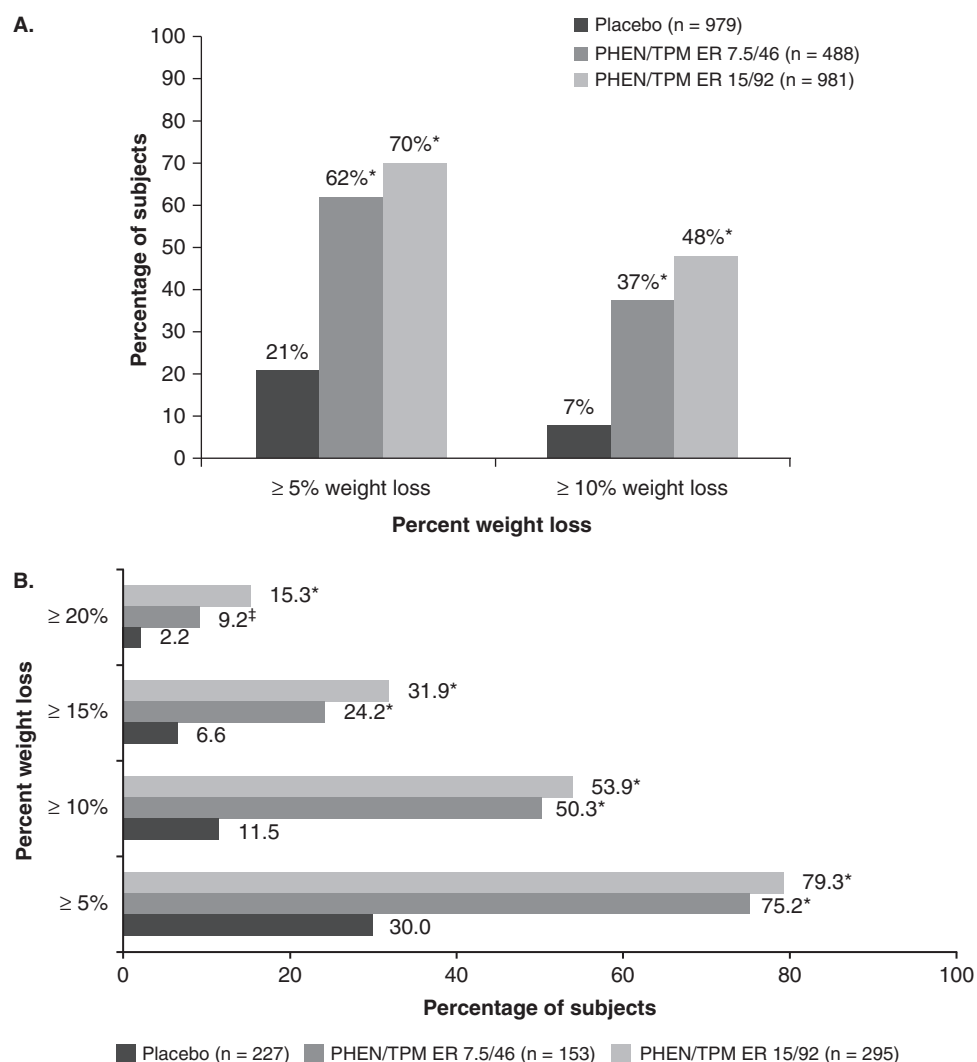 A.
Placebo (n = 979)
PHEN/TPM ER 7.5/46 (n = 488)
PHEN/TPM ER 15/92 (n = 981)
Percentage of subjects
100
90
80
70
60
50
40
30
20
10
0
21%
62%*
70%*
7%
37%*
48%*
≥ 5% weight loss
≥ 10% weight loss
Percent weight loss
B.
Percent weight loss
≥ 20%
15.3*
9.2‡
2.2
≥ 15%
31.9*
24.2*
6.6
≥ 10%
53.9*
50.3*
11.5
≥ 5%
79.3*
75.2*
30.0
0 20 40 60 80 100
Percentage of subjects
Placebo (n = 227) PHEN/TPM ER 7.5/46 (n = 153) PHEN/TPM ER 15/92 (n = 295)